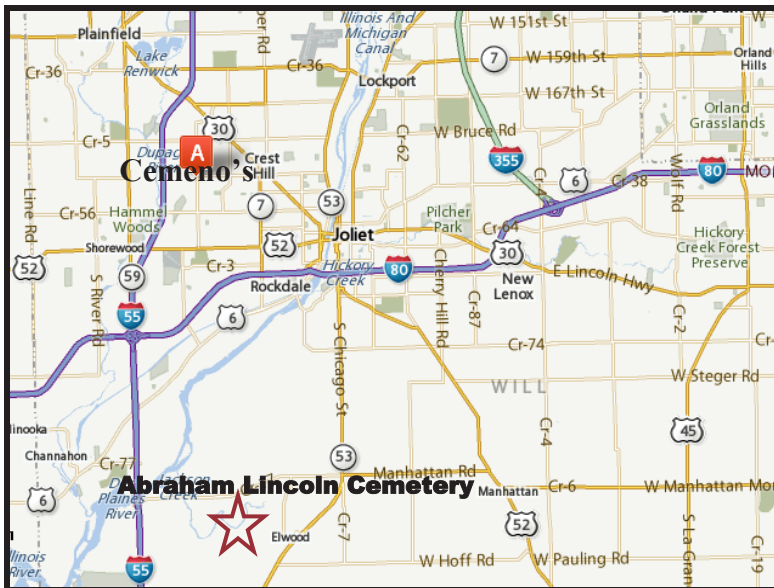 W 151st St
Illinois And
Michigan
Canal
Plainfield
Lake
Renwick
Cr-36
Cr-36
Lockport
7
W 159th St
Orland
Hills
W 167th St
Orland
Grasslands
30
Cr-5
W Bruce Rd
Cr-62
355
A
Cemeno's
Crest
Hill
Cr-4
6
Cr-38
Wolf Rd
80
Line Rd
Cr-56
Hammel
Woods
7
53
Pilcher
Park
Cr-64
Joliet
52
Shorewood
52
59
S River Rd
Cr-3
Hickory
Creek
80
30
Hickory
Creek Forest
Preserve
Rockdale
Cherry Hill Rd
New
Lenox
E Lincoln Hwy
55
6
S Chicago St
Cr-87
Cr-2
Cr-74
W Steger Rd
WILL
45
Cr-4
Channahon
Cr-77
53
Manhattan Rd
Abraham Lincoln Cemetery
Plaines
River
Creek
Manhattan
Cr-6
W Manhattan
6
52
Elwood
Cr-7
55
W Hoff Rd
W Pauling Rd
Cr-19
River